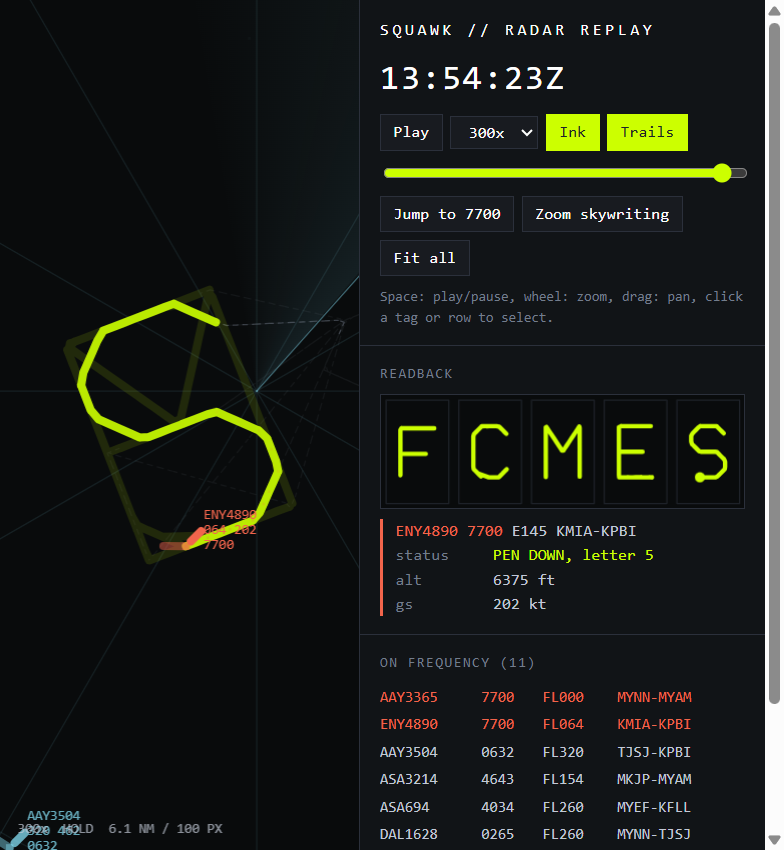 SQUAWK // RADAR REPLAY
13:54:23Z
Play 300x Ink Trails
Jump to 7700 Zoom skywriting
Fit all
Space: play/pause, wheel: zoom, drag: pan, click
a tag or row to select.
READBACK
F C M E S
ENY4890 7700 E145 KMIA-KPBI
status PEN DOWN, letter 5
alt 6375 ft
gs 202 kt
ON FREQUENCY (11)
AAY3365 7700 FL000 MYNN-MYAM
ENY4890 7700 FL064 KMIA-KPBI
AAY3504 0632 FL320 TJSJ-KPBI
ASA3214 4643 FL154 MKJP-MYAM
ASA694 4034 FL260 MYEF-KFLL
DAL1628 0265 FL260 MYNN-TJSJ
ENY4890
064 202
7700
AAY3504
300x HOLD 6.1 NM / 100 PX
0632